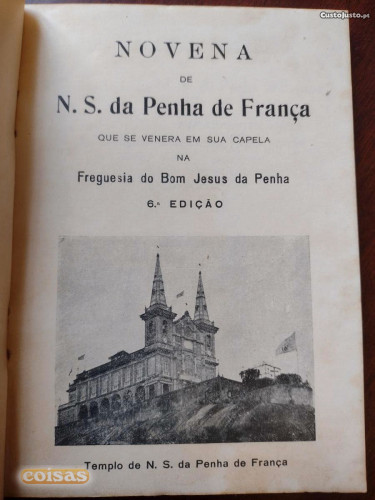 CustoJusto.pt
NOVENA
DE
N. S. da Penha de França
QUE SE VENERA EM SUA CAPELA
NA
Freguesia do Bom Jesus da Penha
6.ª EDIÇÃO
Templo de N. S. da Penha de França
coisas